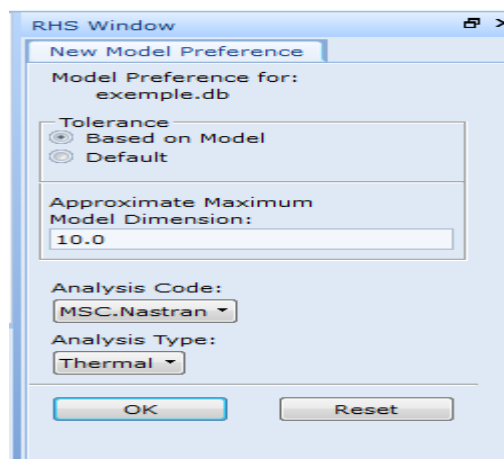 RHS Window
New Model Preference
Model Preference for:
exemple.db
Tolerance
Based on Model
Default
Approximate Maximum
Model Dimension:
10.0
Analysis Code:
MSC.Nastran
Analysis Type:
Thermal
OK Reset